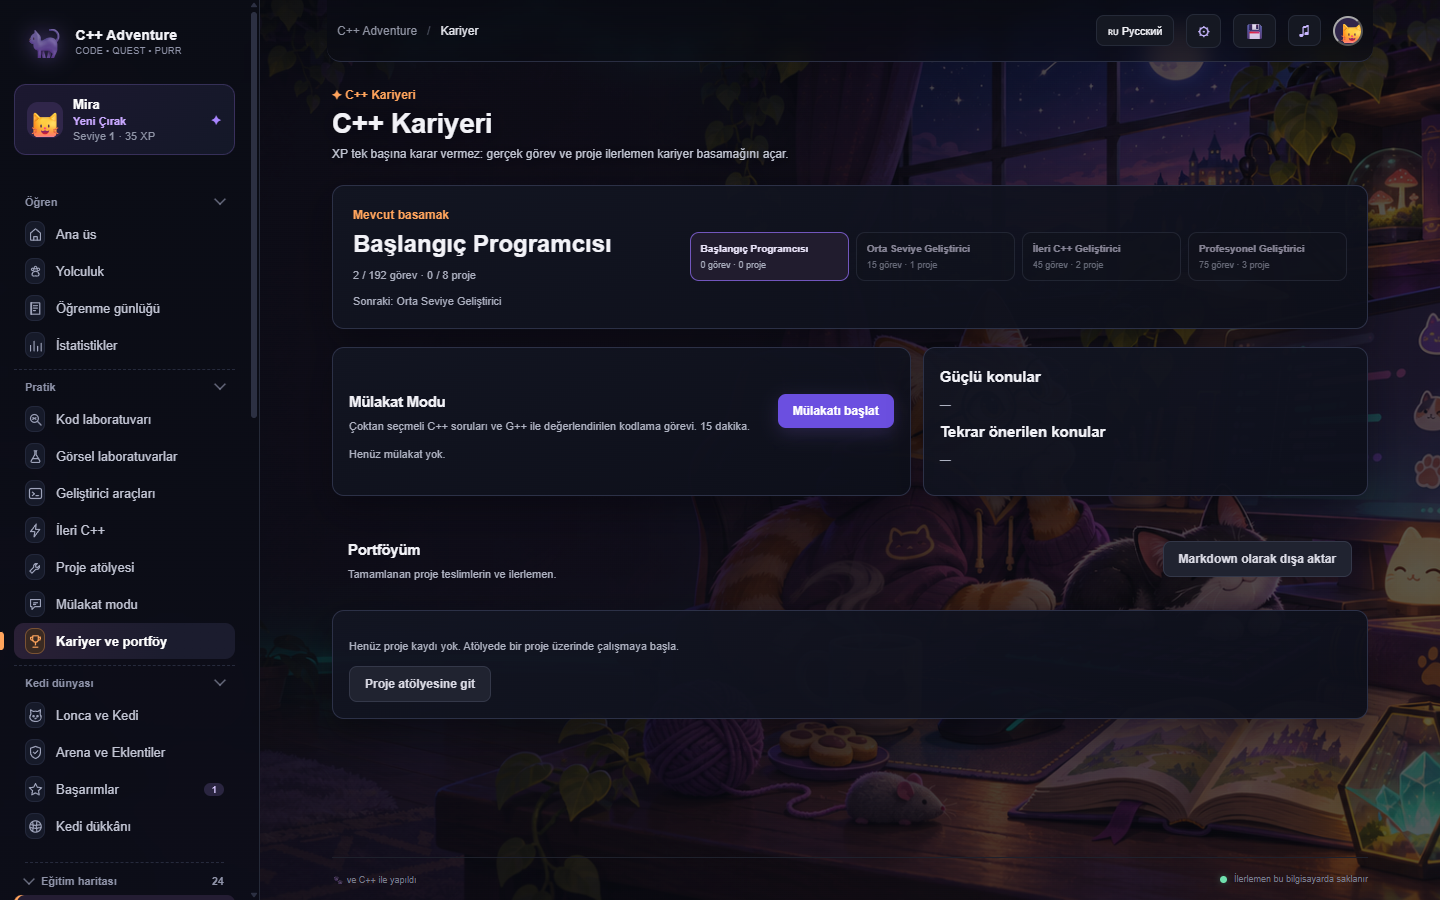 C++ Adventure
CODE • QUEST • PURR
Mira
Yeni Çırak
Seviye 1 · 35 XP
Öğren
Ana üs
Yolculuk
Öğrenme günlüğü
İstatistikler
Pratik
Kod laboratuvarı
Görsel laboratuvarlar
Geliştirici araçları
İleri C++
Proje atölyesi
Mülakat modu
Kariyer ve portföy
Kedi dünyası
Lonca ve Kedi
Arena ve Eklentiler
Başarımlar 1
Kedi dükkânı
Eğitim haritası 24
C++ Adventure / Kariyer
RU Русский
✦ C++ Kariyeri
C++ Kariyeri
XP tek başına karar vermez: gerçek görev ve proje ilerlemen kariyer basamağını açar.
Mevcut basamak
Başlangıç Programcısı
2 / 192 görev · 0 / 8 proje
Sonraki: Orta Seviye Geliştirici
Başlangıç Programcısı
0 görev · 0 proje
Orta Seviye Geliştirici
15 görev · 1 proje
İleri C++ Geliştirici
45 görev · 2 proje
Profesyonel Geliştirici
75 görev · 3 proje
Mülakat Modu
Çoktan seçmeli C++ soruları ve G++ ile değerlendirilen kodlama görevi. 15 dakika.
Henüz mülakat yok.
Mülakatı başlat
Güçlü konular
—
Tekrar önerilen konular
—
Portföyüm
Tamamlanan proje teslimlerin ve ilerlemen.
Markdown olarak dışa aktar
Henüz proje kaydı yok. Atölyede bir proje üzerinde çalışmaya başla.
Proje atölyesine git
ve C++ ile yapıldı
İlerlemen bu bilgisayarda saklanır